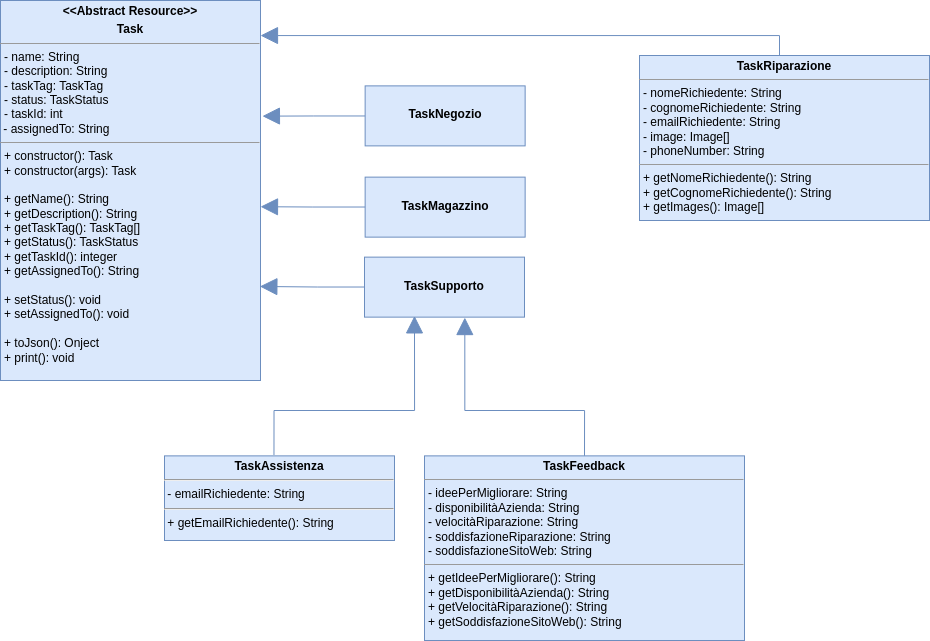 <<Abstract Resource>>
Task
- name: String
- description: String
- taskTag: TaskTag
- status: TaskStatus
- taskId: int
- assignedTo: String
+ constructor(): Task
+ constructor(args): Task
+ getName(): String
+ getDescription(): String
+ getTaskTag(): TaskTag[]
+ getStatus(): TaskStatus
+ getTaskId(): integer
+ getAssignedTo(): String
+ setStatus(): void
+ setAssignedTo(): void
+ toJson(): Onject
+ print(): void
TaskNegozio
TaskMagazzino
TaskSupporto
TaskRiparazione
- nomeRichiedente: String
- cognomeRichiedente: String
- emailRichiedente: String
- image: Image[]
- phoneNumber: String
+ getNomeRichiedente(): String
+ getCognomeRichiedente(): String
+ getImages(): Image[]
TaskAssistenza
- emailRichiedente: String
+ getEmailRichiedente(): String
TaskFeedback
- ideePerMigliorare: String
- disponibilitàAzienda: String
- velocitàRiparazione: String
- soddisfazioneRiparazione: String
- soddisfazioneSitoWeb: String
+ getIdeePerMigliorare(): String
+ getDisponibilitàAzienda(): String
+ getVelocitàRiparazione(): String
+ getSoddisfazioneSitoWeb(): String